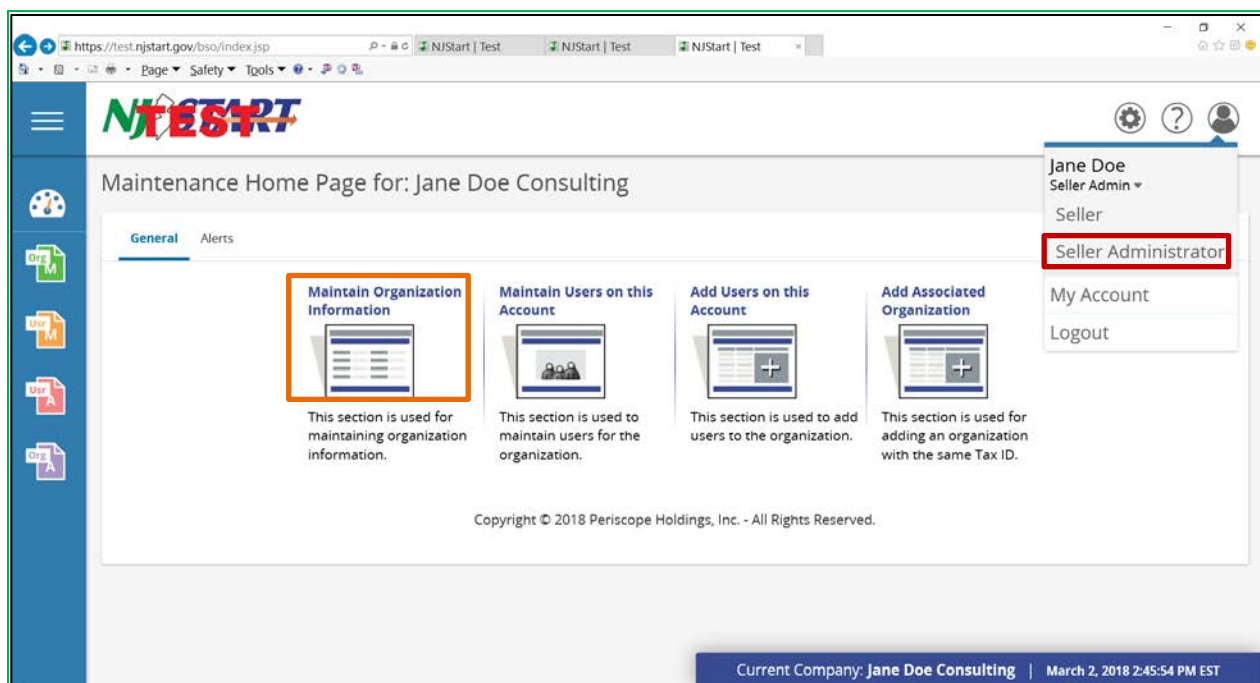 https://test.njstart.gov/bso/index.jsp
NJStart | Test
NJStart | Test
NJStart | Test
Page
Safety
Tools
NJSTART
TEST
Jane Doe
Seller Admin
Seller
Seller Administrator
My Account
Logout
Maintenance Home Page for: Jane Doe Consulting
General
Alerts
Org
M
Usr
M
Usr
A
Org
A
Maintain Organization
Information
This section is used for
maintaining organization
information.
Maintain Users on this
Account
This section is used to
maintain users for the
organization.
Add Users on this
Account
This section is used to add
users to the organization.
Add Associated
Organization
This section is used for
adding an organization
with the same Tax ID.
Copyright © 2018 Periscope Holdings, Inc. - All Rights Reserved.
Current Company: Jane Doe Consulting | March 2, 2018 2:45:54 PM EST